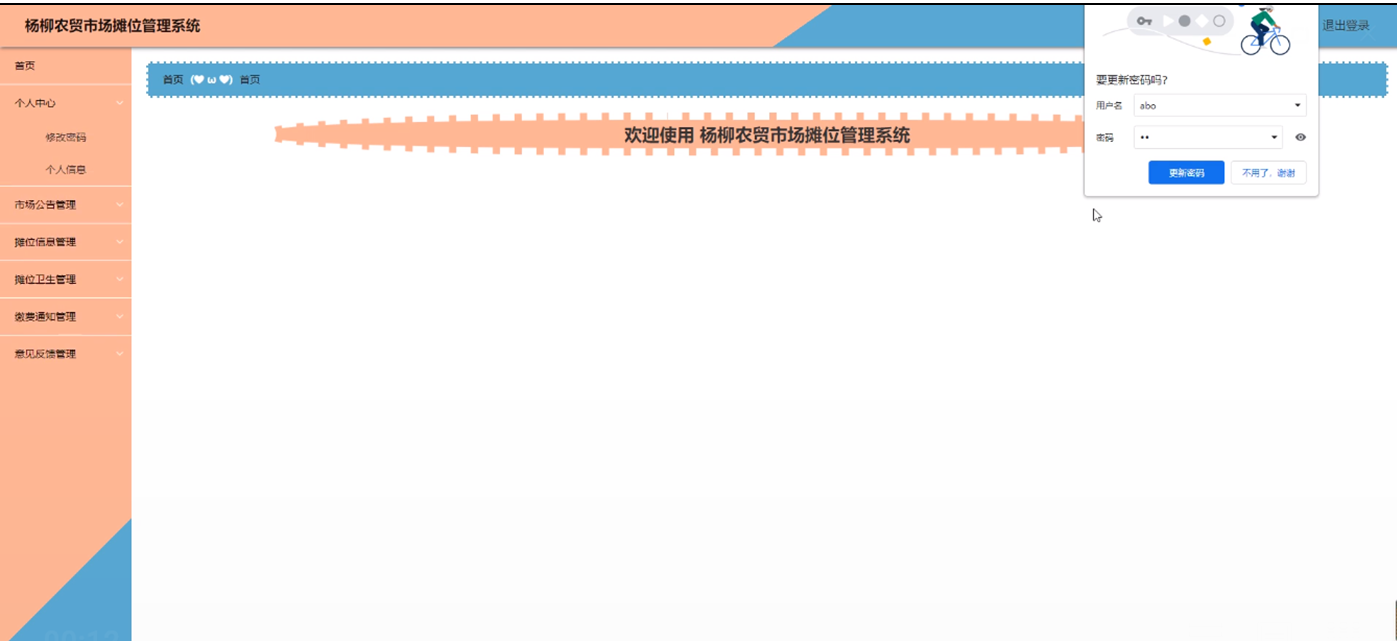 杨柳农贸市场摊位管理系统
退出登录
首页
个人中心
修改密码
个人信息
市场公告管理
摊位信息管理
摊位卫生管理
缴费通知管理
意见反馈管理
首页 (♥ ω ♥) 首页
欢迎使用 杨柳农贸市场摊位管理系统
要更新密码吗?
用户名 abo
密码 ••
更新密码 不用了，谢谢